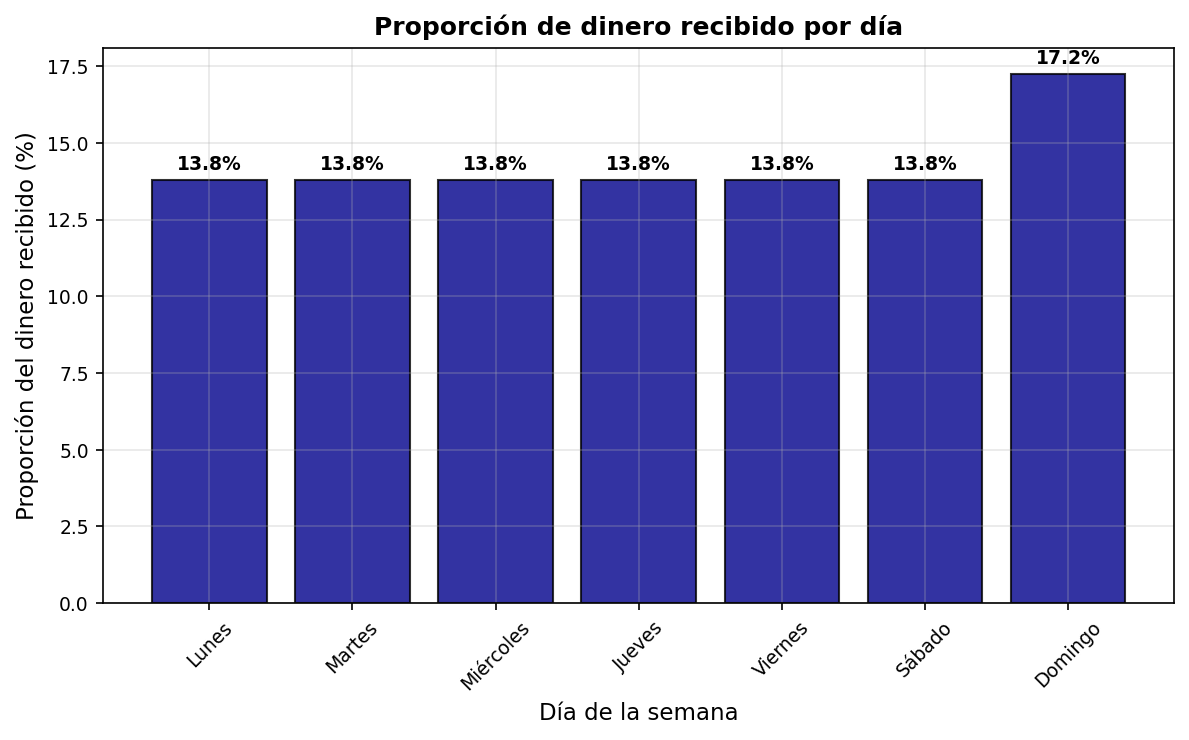 Proporción de dinero recibido por día
Proporción del dinero recibido (%)
17.5
15.0
12.5
10.0
7.5
5.0
2.5
0.0
13.8%
13.8%
13.8%
13.8%
13.8%
13.8%
17.2%
Lunes
Martes
Miércoles
Jueves
Viernes
Sábado
Domingo
Día de la semana